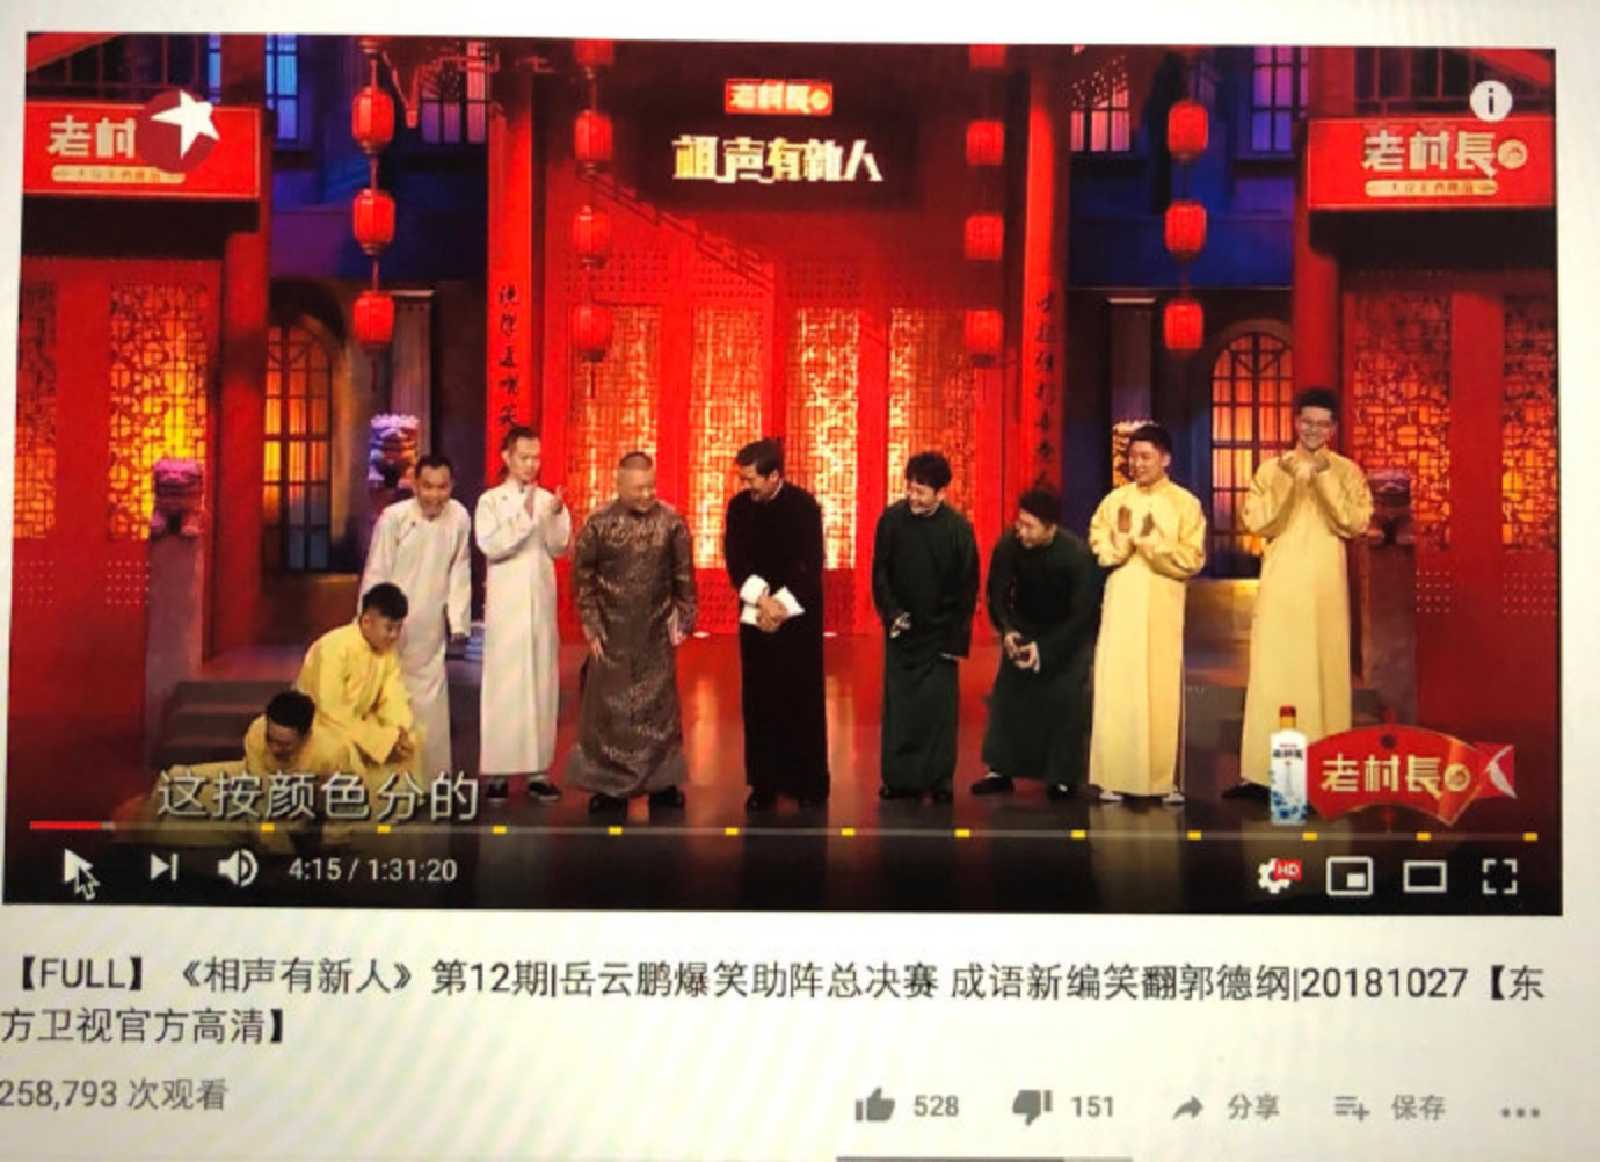 老村
老村長
相声有新人
老村長
老村長
这按颜色分的
4:15 / 1:31:20
HD
【FULL】《相声有新人》第12期|岳云鹏爆笑助阵总决赛 成语新编笑翻郭德纲|20181027【东
方卫视官方高清】
258,793 次观看
528
151
分享
保存